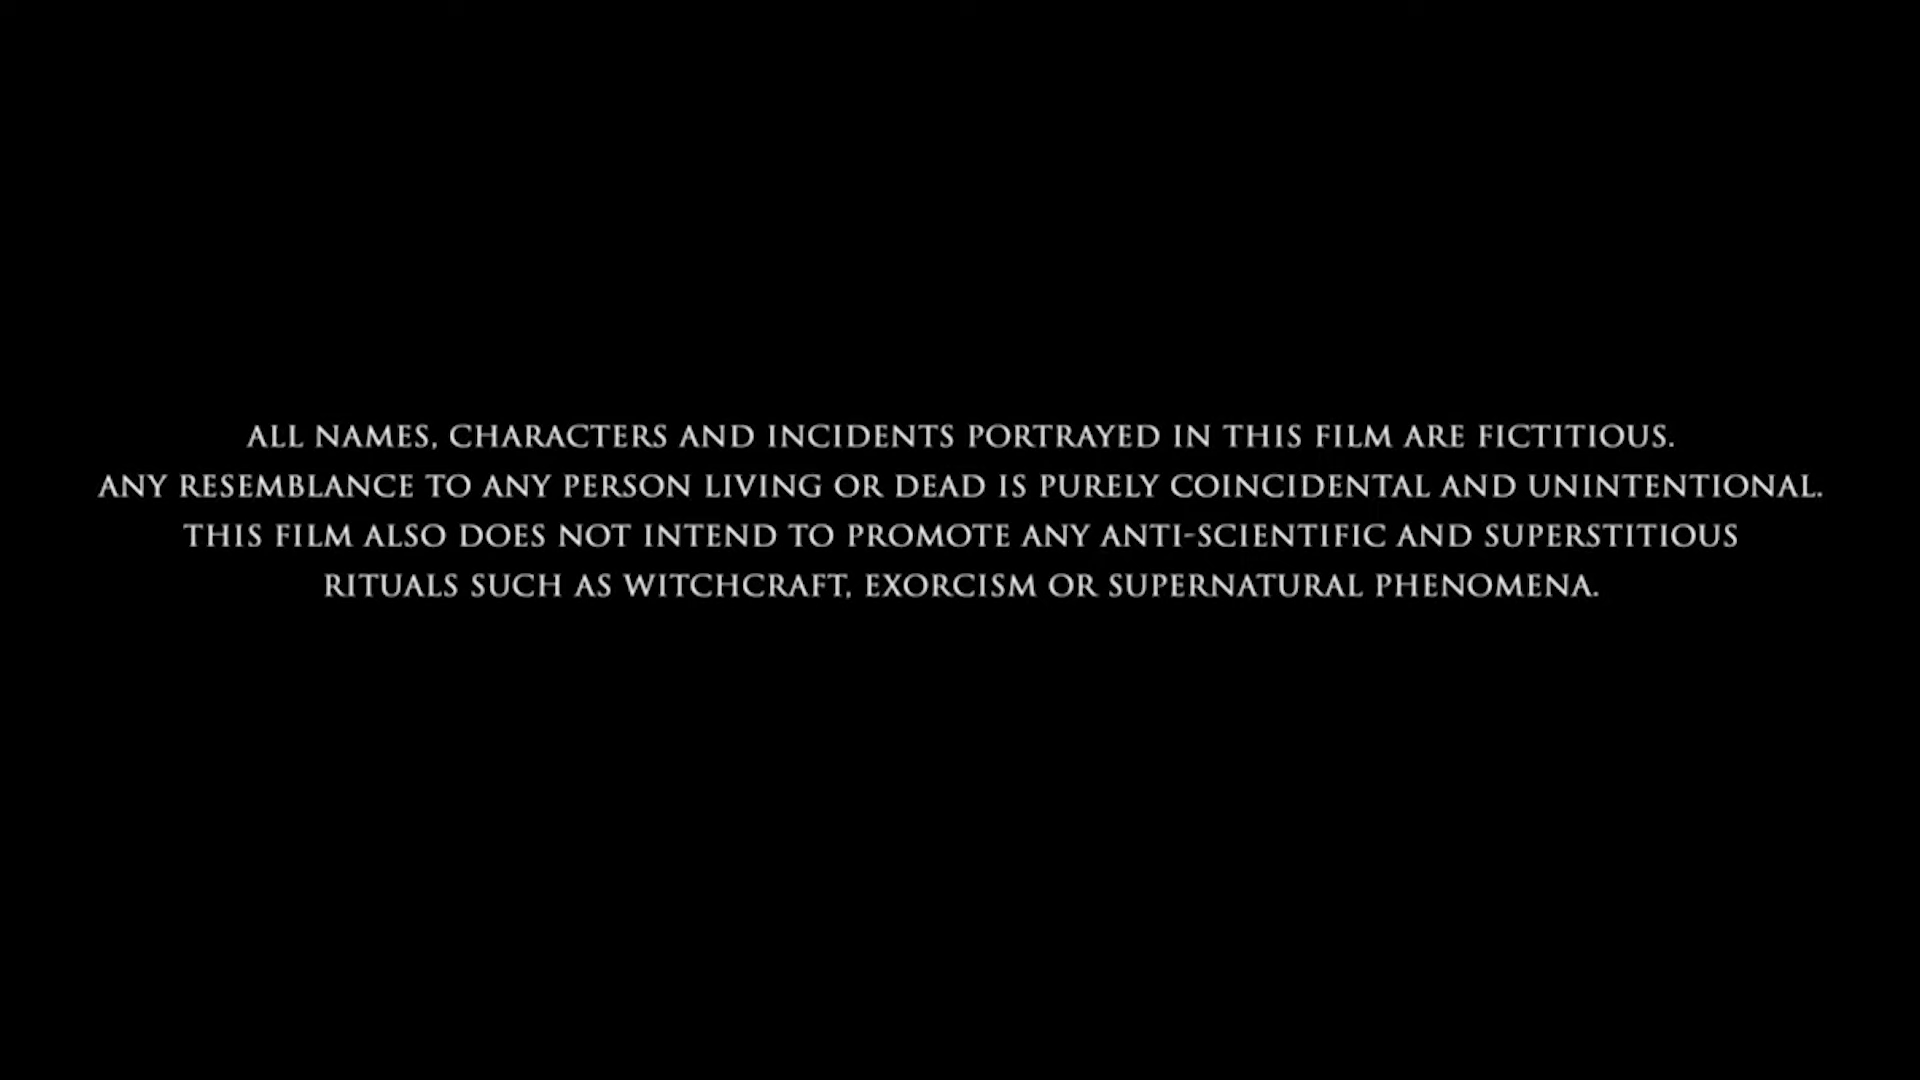 ALL NAMES, CHARACTERS AND INCIDENTS PORTRAYED IN THIS FILM ARE FICTITIOUS.
ANY RESEMBLANCE TO ANY PERSON LIVING OR DEAD IS PURELY COINCIDENTAL AND UNINTENTIONAL.
THIS FILM ALSO DOES NOT INTEND TO PROMOTE ANY ANTI-SCIENTIFIC AND SUPERSTITIOUS
RITUALS SUCH AS WITCHCRAFT, EXORCISM OR SUPERNATURAL PHENOMENA.